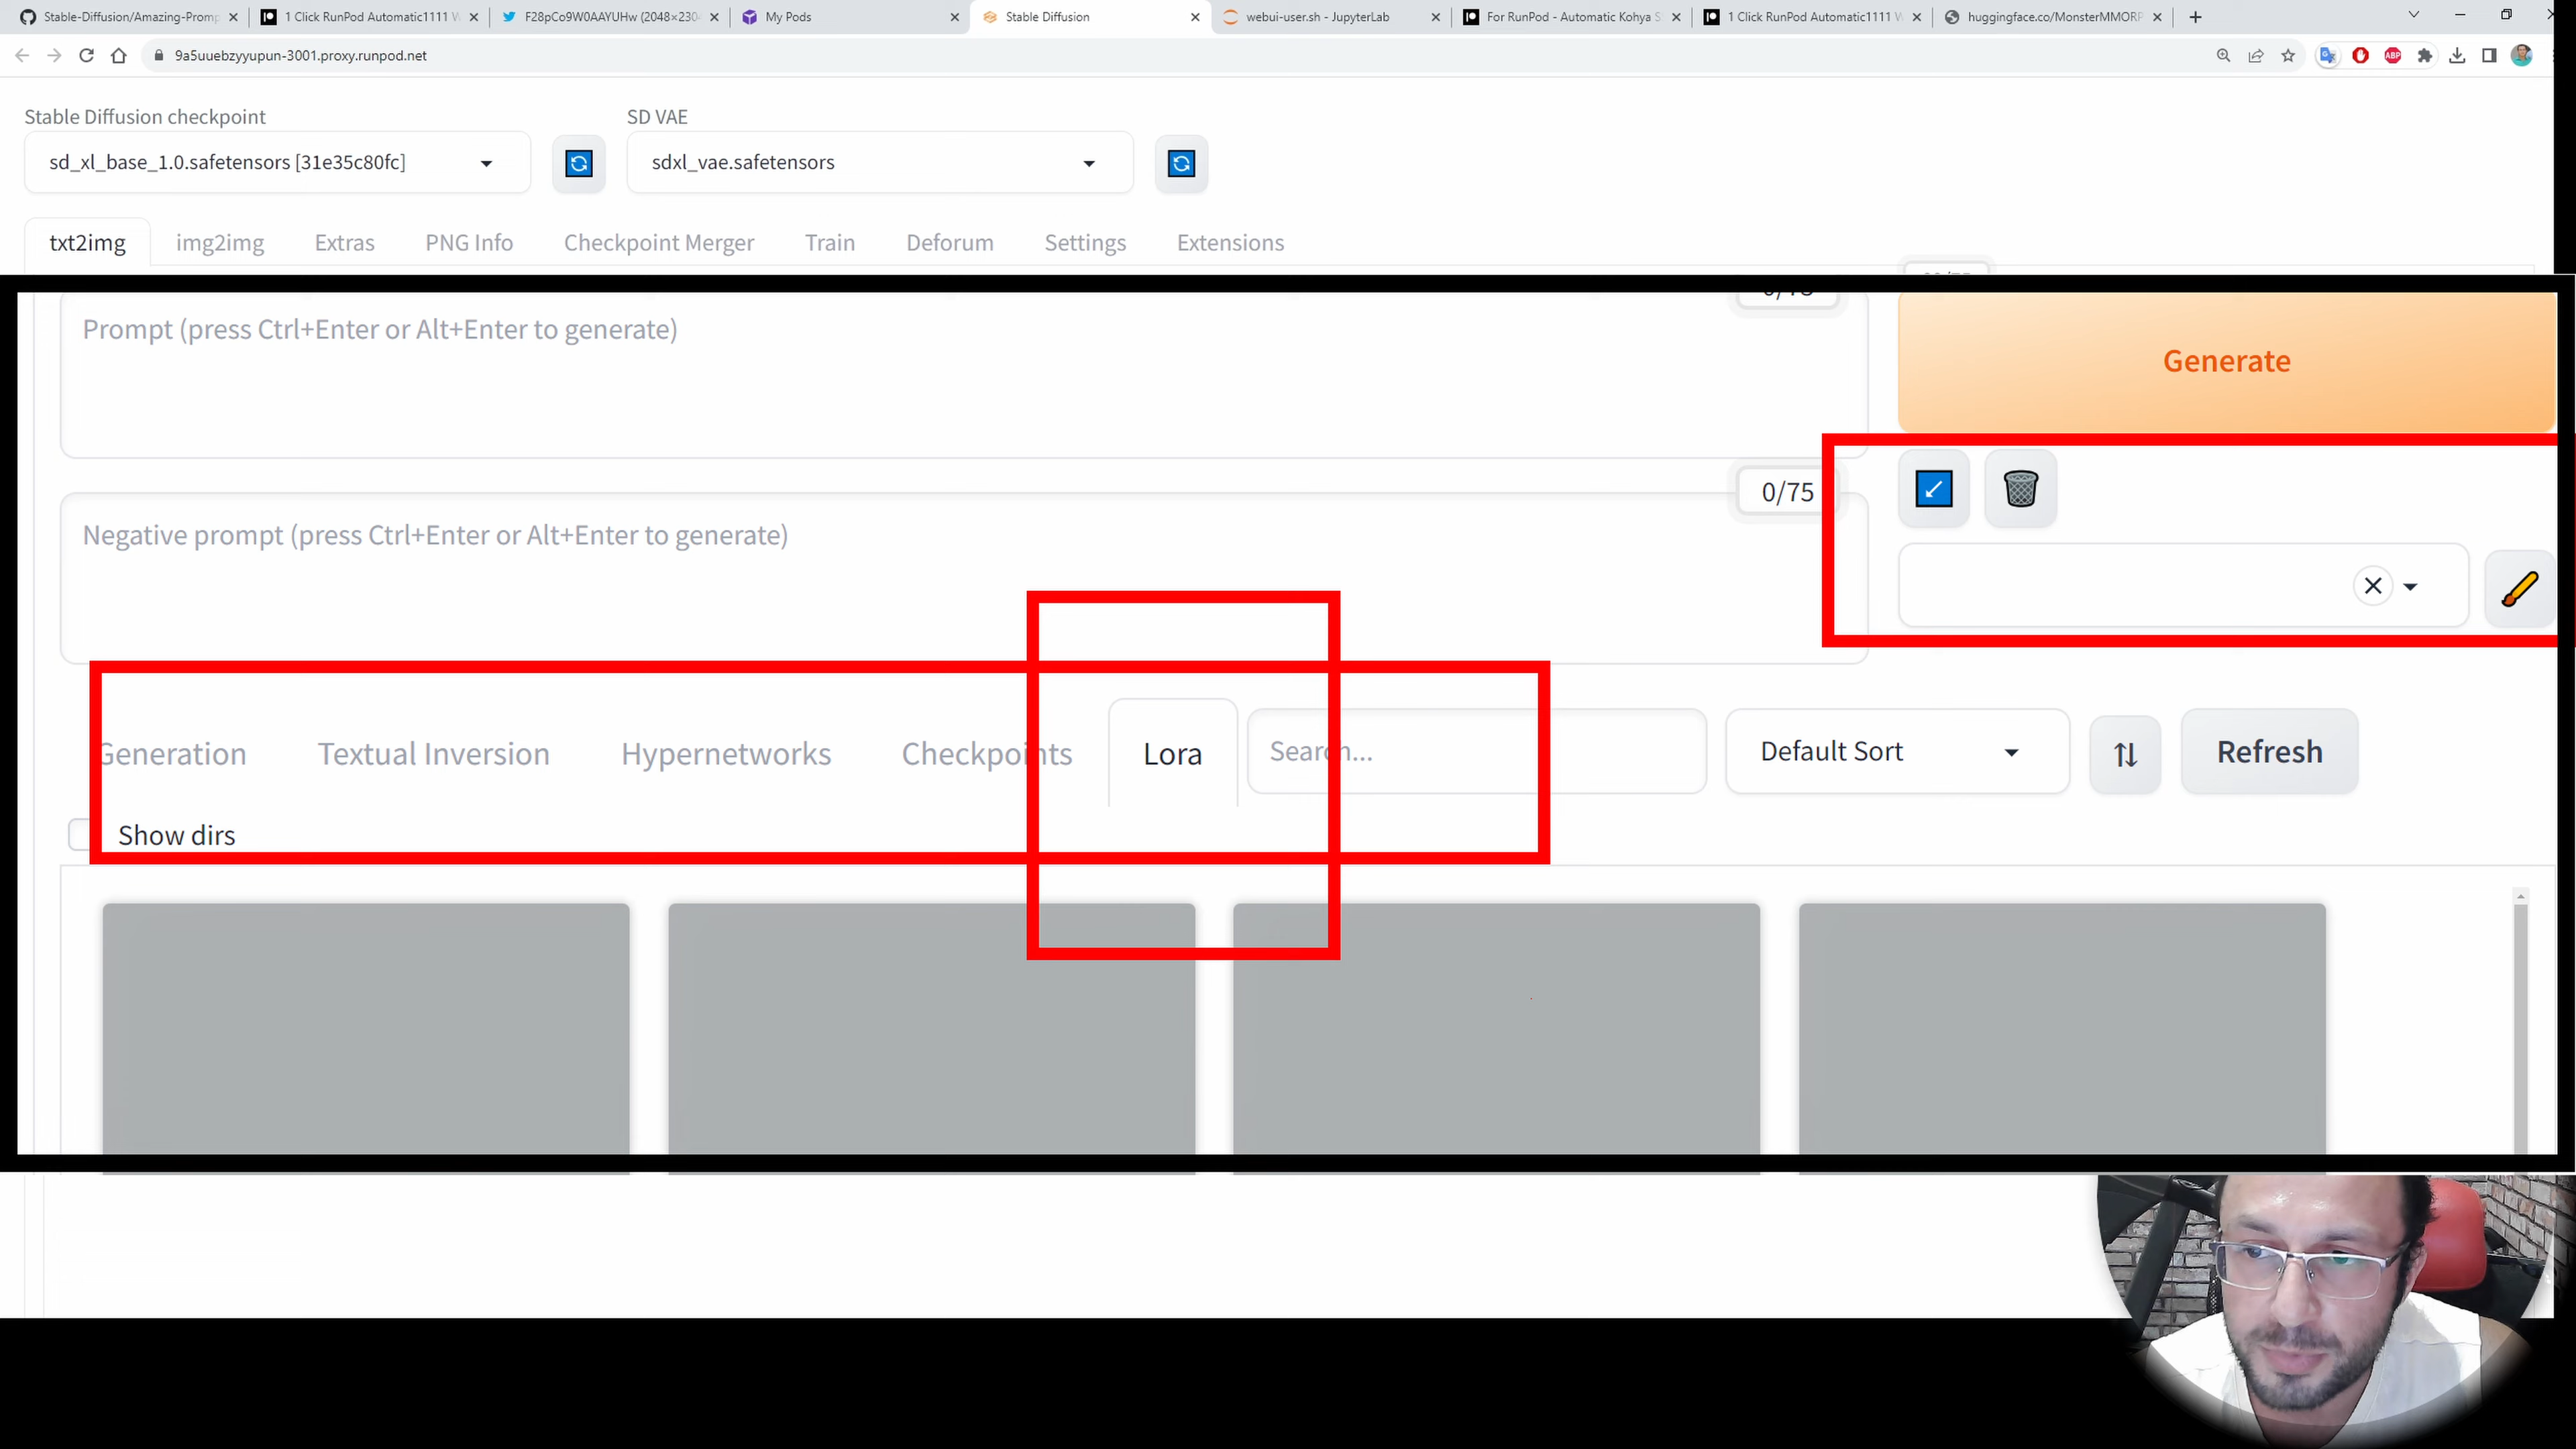 Stable-Diffusion/Amazing-Promp
1 Click RunPod Automatic1111 W
F28pCo9W0AAYUHw (2048×230
My Pods
Stable Diffusion
webui-user.sh - JupyterLab
For RunPod - Automatic Kohya S
1 Click RunPod Automatic1111 W
huggingface.co/MonsterMMORP
9a5uuebzyyupun-3001.proxy.runpod.net
ABP
Stable Diffusion checkpoint
SD VAE
sd_xl_base_1.0.safetensors [31e35c80fc]
sdxl_vae.safetensors
txt2img
img2img
Extras
PNG Info
Checkpoint Merger
Train
Deforum
Settings
Extensions
Prompt (press Ctrl+Enter or Alt+Enter to generate)
Generate
0/75
Negative prompt (press Ctrl+Enter or Alt+Enter to generate)
Generation
Textual Inversion
Hypernetworks
Checkpoints
Lora
Search...
Default Sort
Refresh
Show dirs